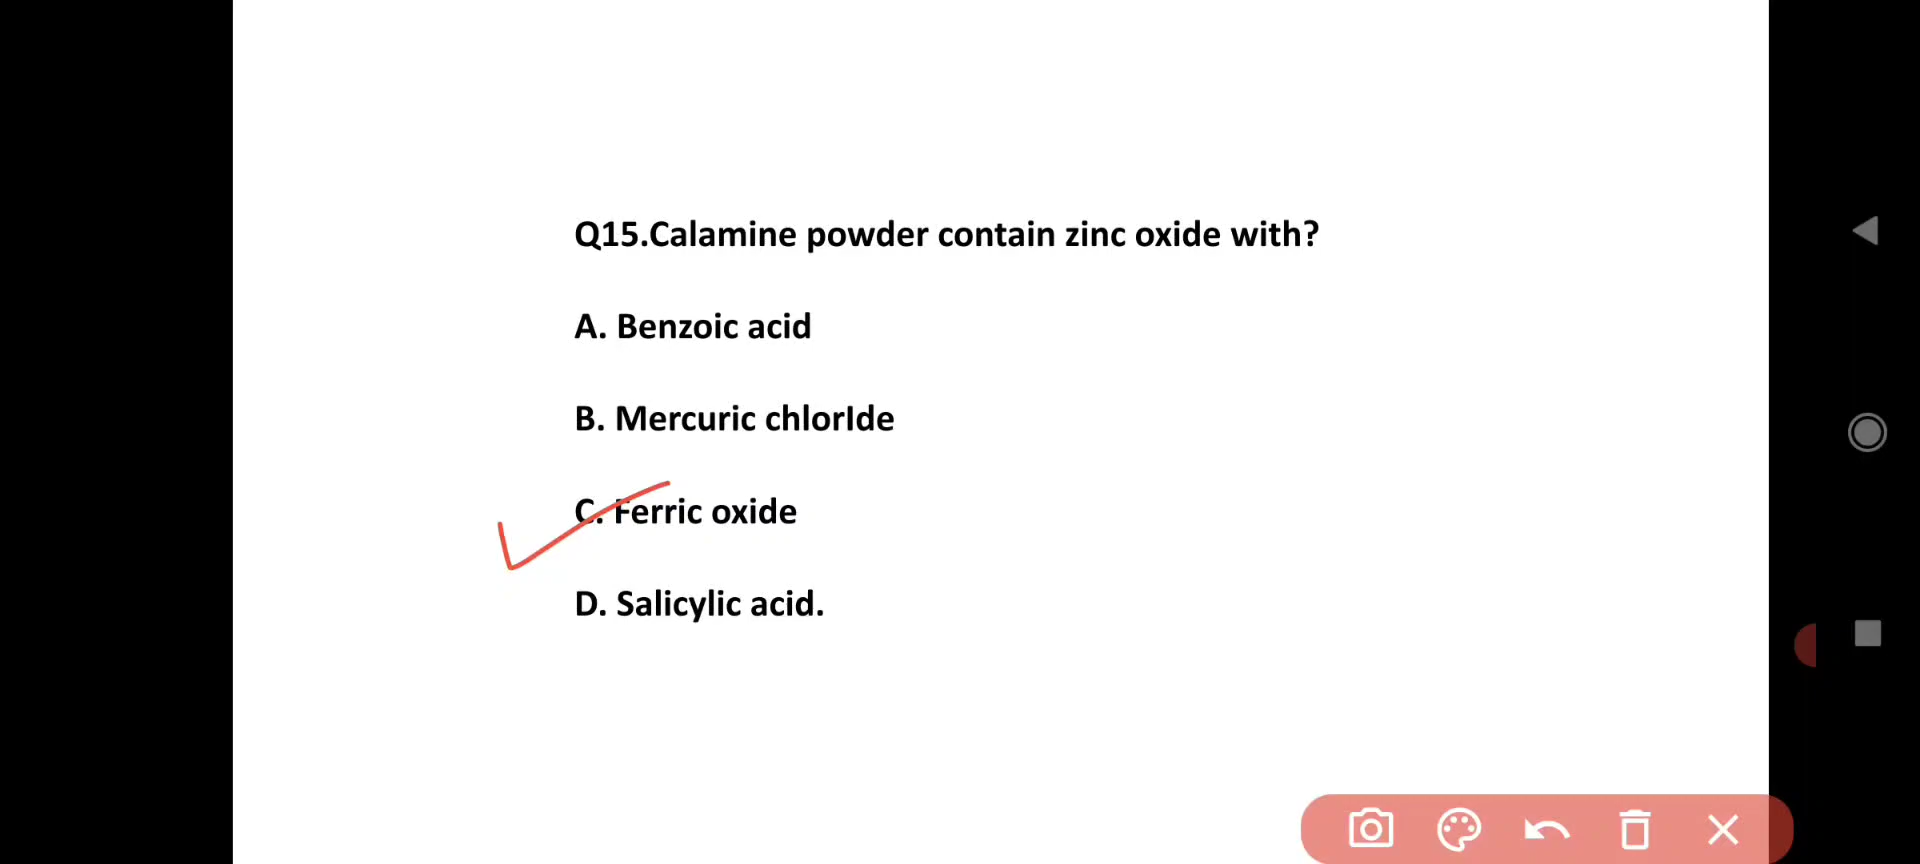 Q15.Calamine powder contain zinc oxide with?
A. Benzoic acid
B. Mercuric chlorIde
C. Ferric oxide
D. Salicylic acid.